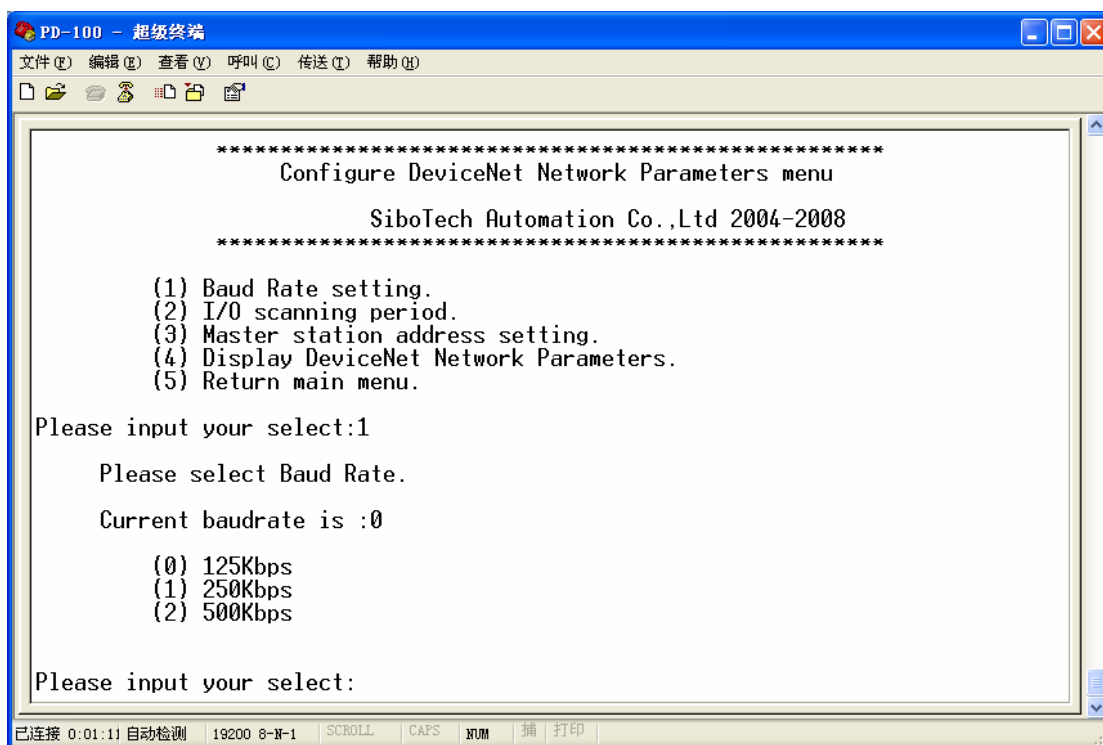 PD-100 - 超级终端
文件(F) 编辑(E) 查看(V) 呼叫(C) 传送(T) 帮助(H)
****************************************************
Configure DeviceNet Network Parameters menu
SiboTech Automation Co.,Ltd 2004-2008
****************************************************
(1) Baud Rate setting.
(2) I/O scanning period.
(3) Master station address setting.
(4) Display DeviceNet Network Parameters.
(5) Return main menu.
Please input your select:1
Please select Baud Rate.
Current baudrate is :0
(0) 125Kbps
(1) 250Kbps
(2) 500Kbps
Please input your select:
已连接 0:01:11 自动检测 19200 8-N-1 SCROLL CAPS NUM 捕 打印